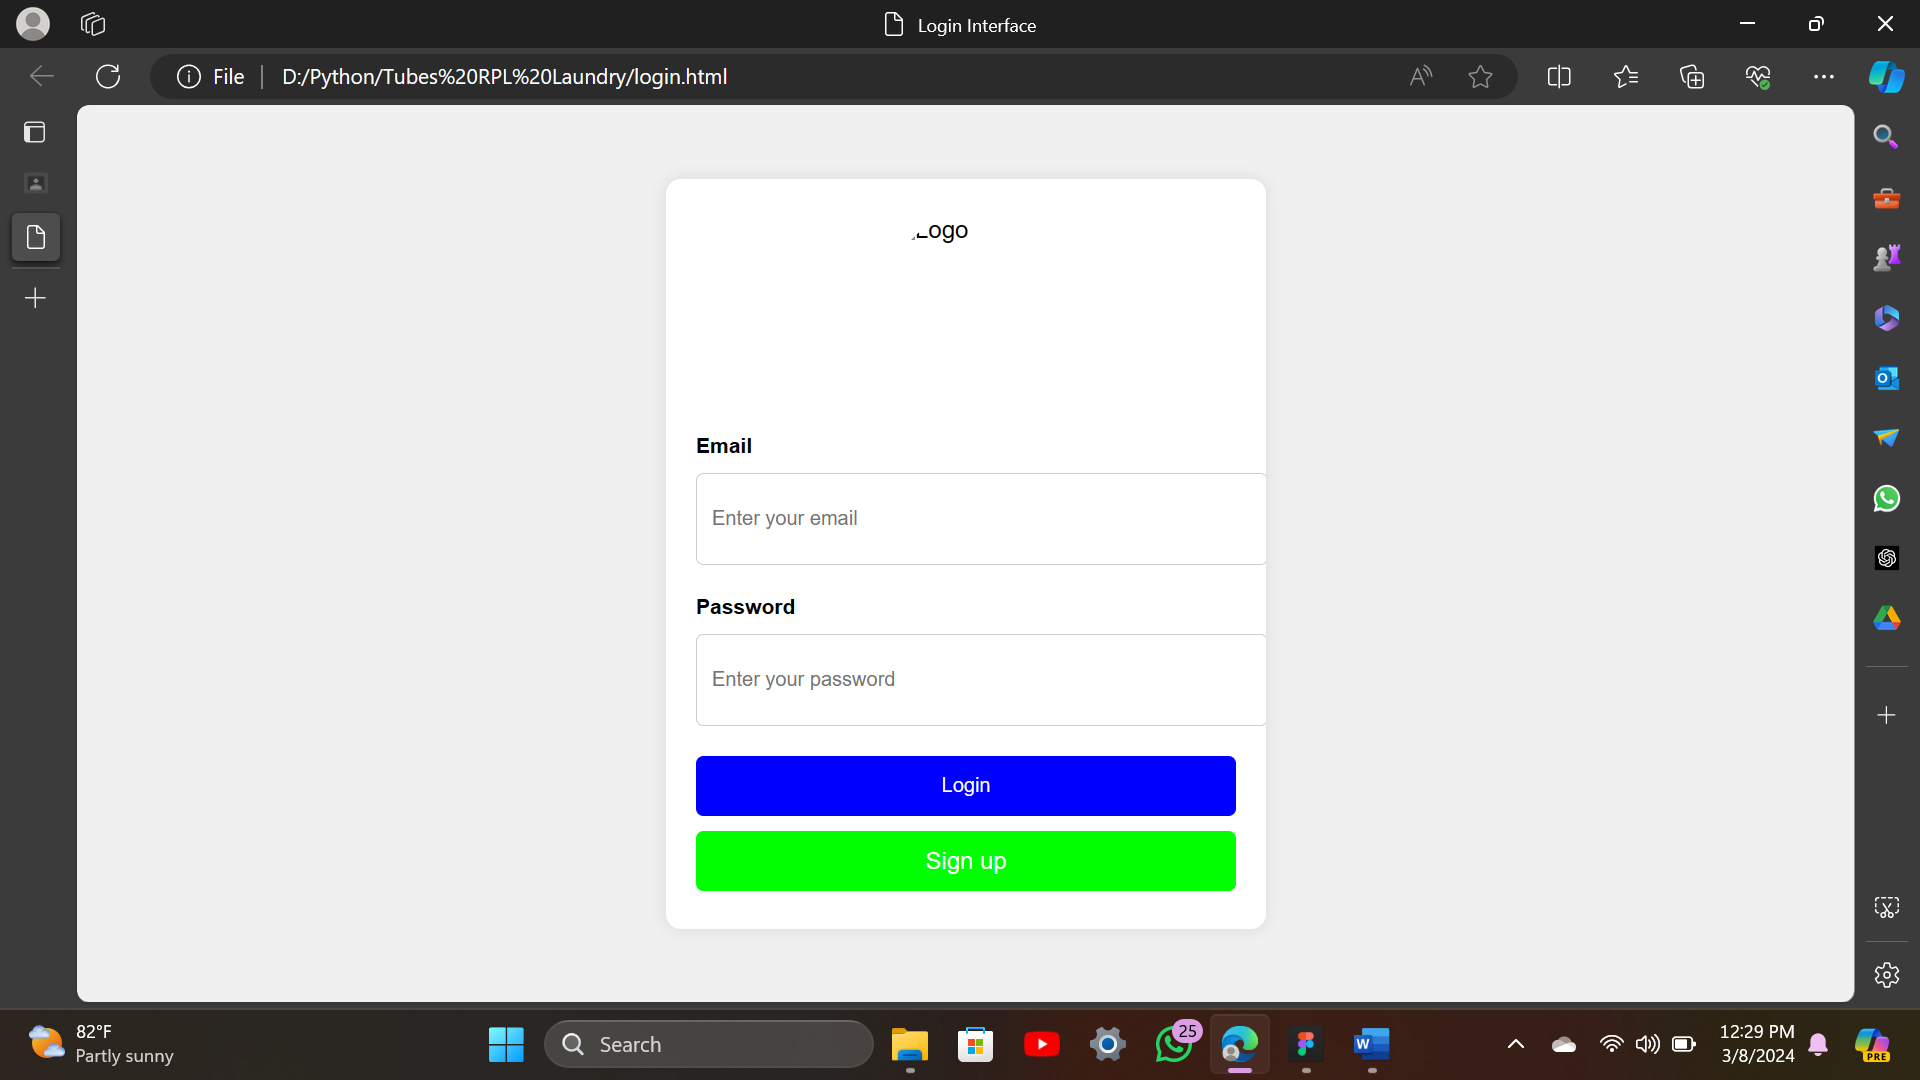 Login Interface
File
D:/Python/Tubes%20RPL%20Laundry/login.html
Logo
Email
Enter your email
Password
Enter your password
Login
Sign up
82°F
Partly sunny
Search
25
12:29 PM
3/8/2024
PRE